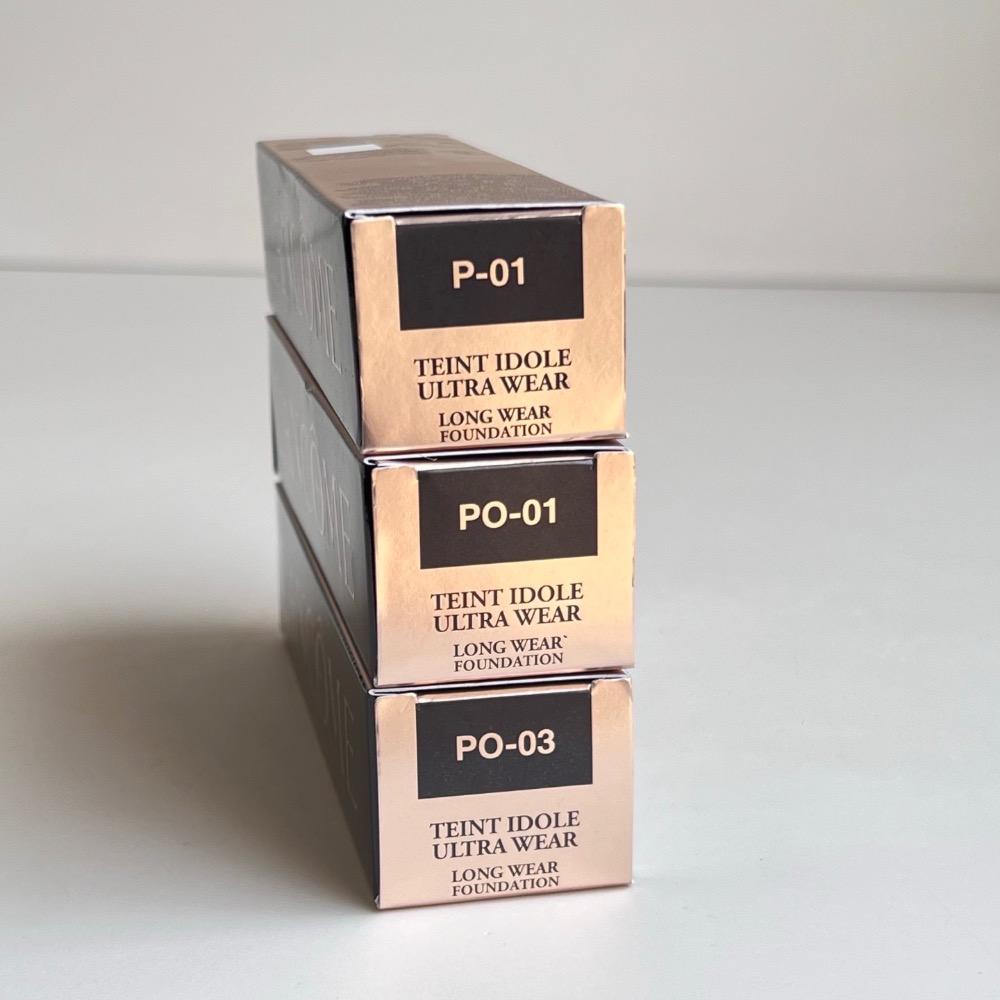 P-01
TEINT IDOLE
ULTRA WEAR
LONG WEAR
FOUNDATION
PO-01
TEINT IDOLE
ULTRA WEAR
LONG WEAR`
FOUNDATION
PO-03
TEINT IDOLE
ULTRA WEAR
LONG WEAR
FOUNDATION